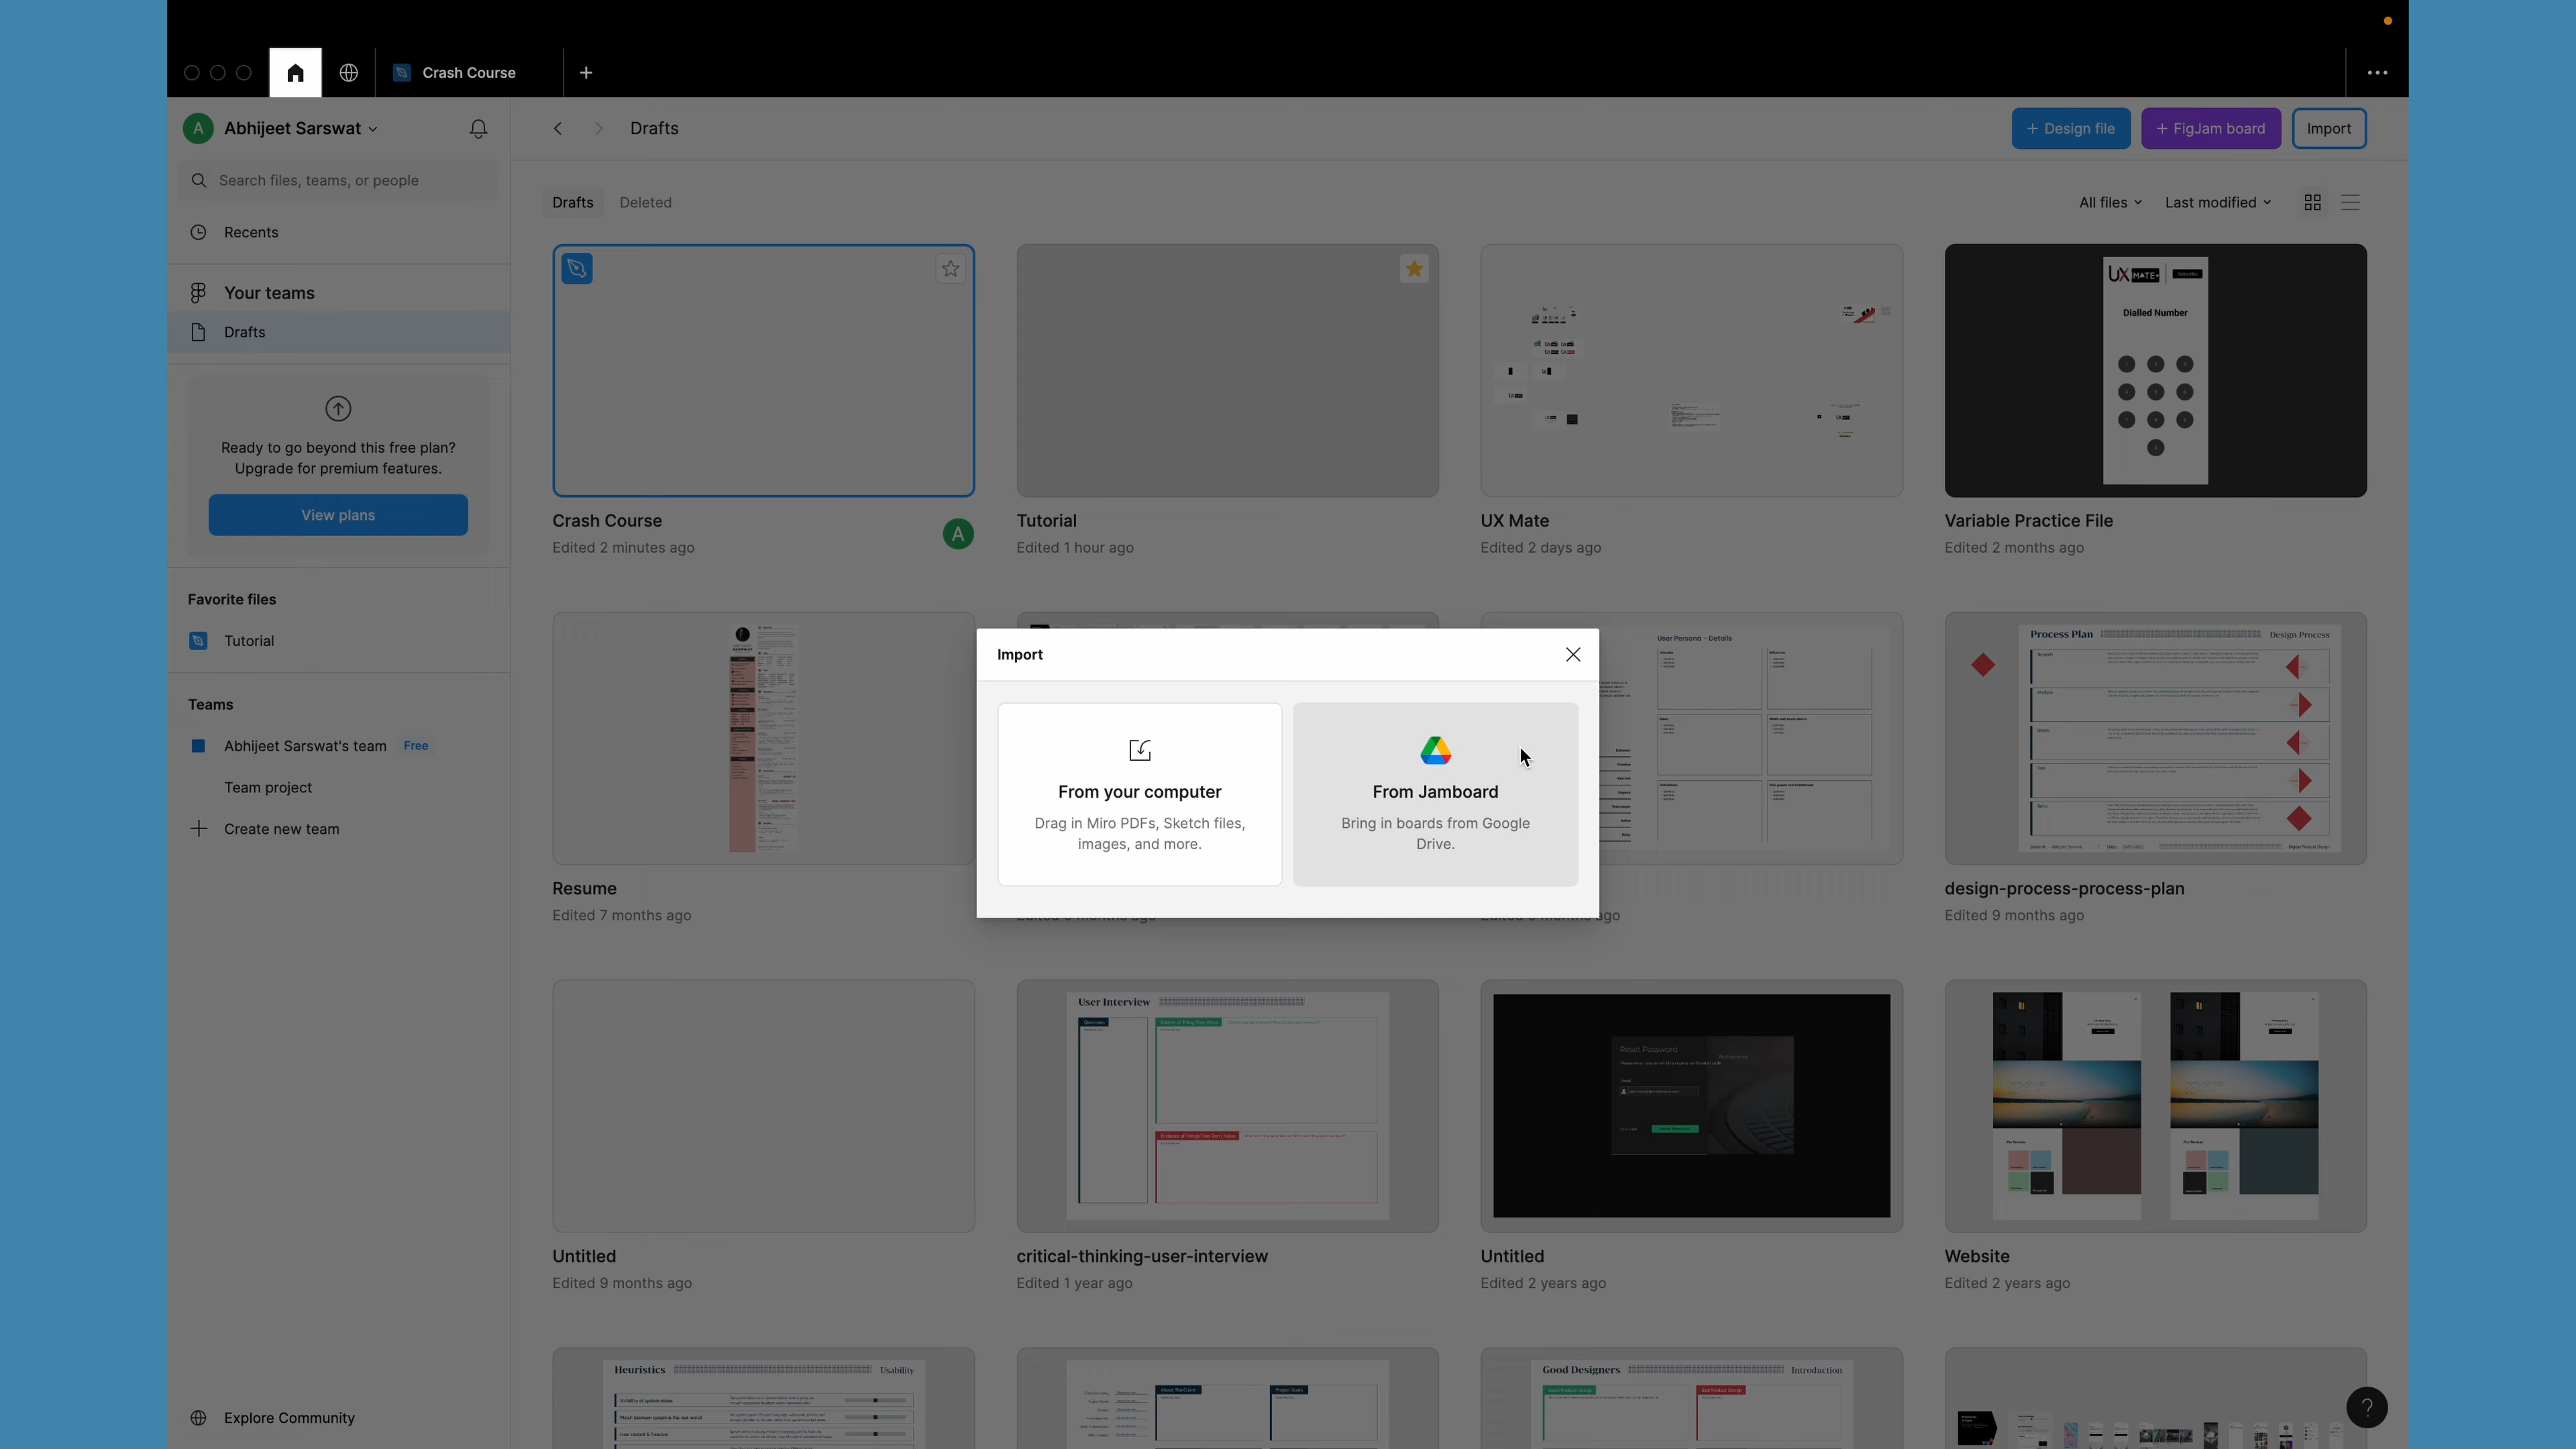 Crash Course
A Abhijeet Sarswat
Drafts
+ Design file
+ FigJam board
Import
Search files, teams, or people
Drafts Deleted
All files Last modified
Recents
Your teams
Drafts
Ready to go beyond this free plan?
Upgrade for premium features.
View plans
Favorite files
Tutorial
Teams
Abhijeet Sarswat's team Free
Team project
Create new team
Explore Community
UX MATE
Dialled Number
Crash Course
Edited 2 minutes ago
A
Tutorial
Edited 1 hour ago
UX Mate
Edited 2 days ago
Variable Practice File
Edited 2 months ago
User Persona - Details
Process Plan
Design Process
Import
From your computer
Drag in Miro PDFs, Sketch files,
images, and more.
From Jamboard
Bring in boards from Google
Drive.
Resume
Edited 7 months ago
design-process-process-plan
Edited 9 months ago
User Interview
Reset Password
Untitled
Edited 9 months ago
critical-thinking-user-interview
Edited 1 year ago
Untitled
Edited 2 years ago
Website
Edited 2 years ago
Heuristics
Usability
About The Client
Project Goals
Good Designers
Introduction
?